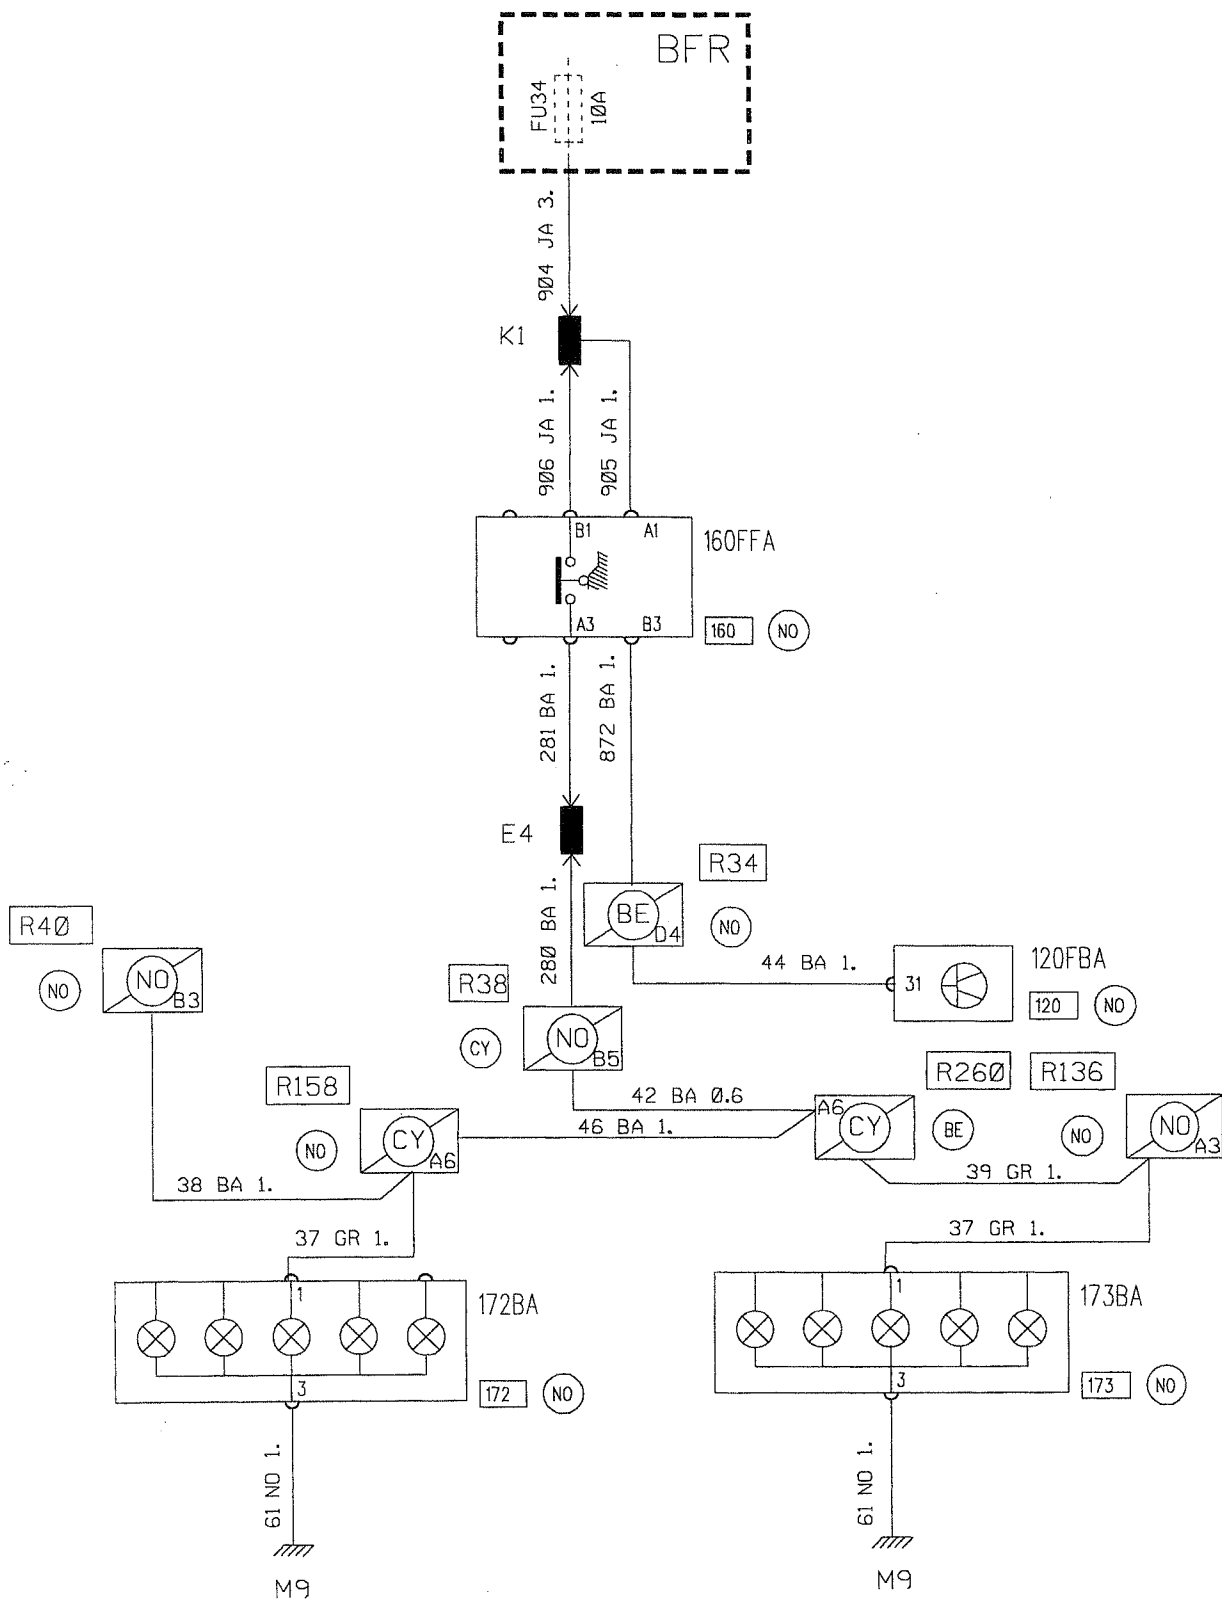 BFR
FU34
10A
904 JA 3.
K1
906 JA 1.
905 JA 1.
B1
A1
160FFA
A3
B3
160
NO
281 BA 1.
872 BA 1.
E4
R34
BE
D4
NO
280 BA 1.
R40
NO
NO
B3
44 BA 1.
31
120FBA
120
NO
R38
CY
NO
B5
R158
NO
CY
A6
42 BA 0.6
46 BA 1.
A6
CY
R260
BE
R136
NO
NO
A3
38 BA 1.
39 GR 1.
37 GR 1.
37 GR 1.
1
172BA
3
172
NO
1
173BA
3
173
NO
61 NO 1.
61 NO 1.
M9
M9